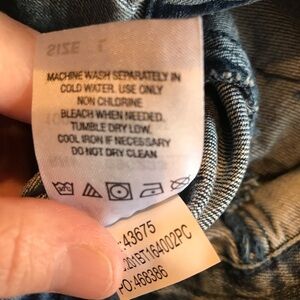 SIZE
MACHINE WASH SEPARATELY IN
COLD WATER. USE ONLY
NON CHLORINE
BLEACH WHEN NEEDED.
TUMBLE DRY LOW.
COOL IRON IF NECESSARY
DO NOT DRY CLEAN
43675
201BT164002PC
O: 468386